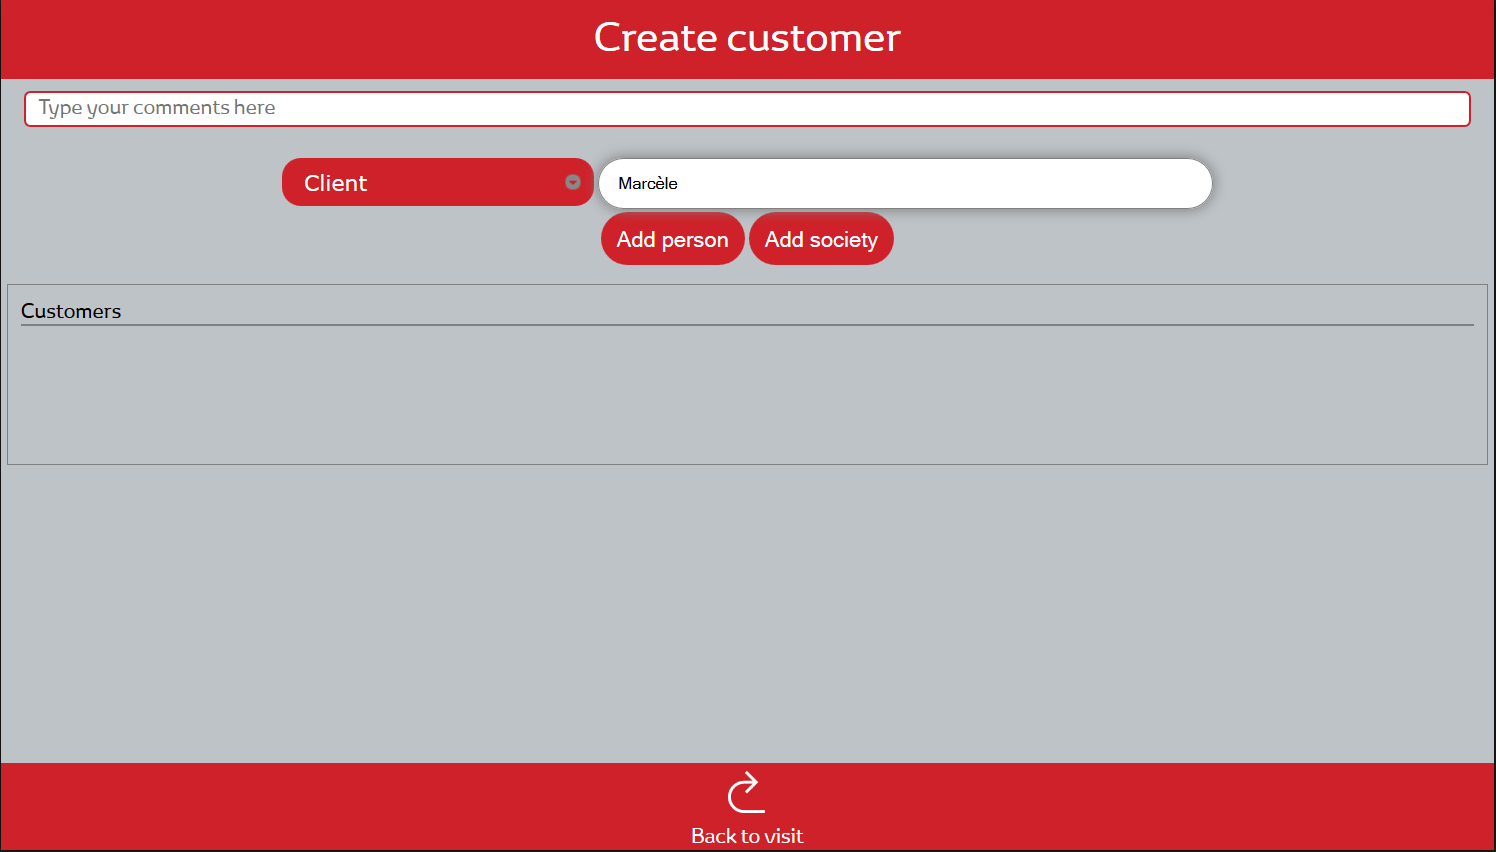 Create customer
Type your comments here
Client
Marcèle
Add person Add society
Customers
Back to visit